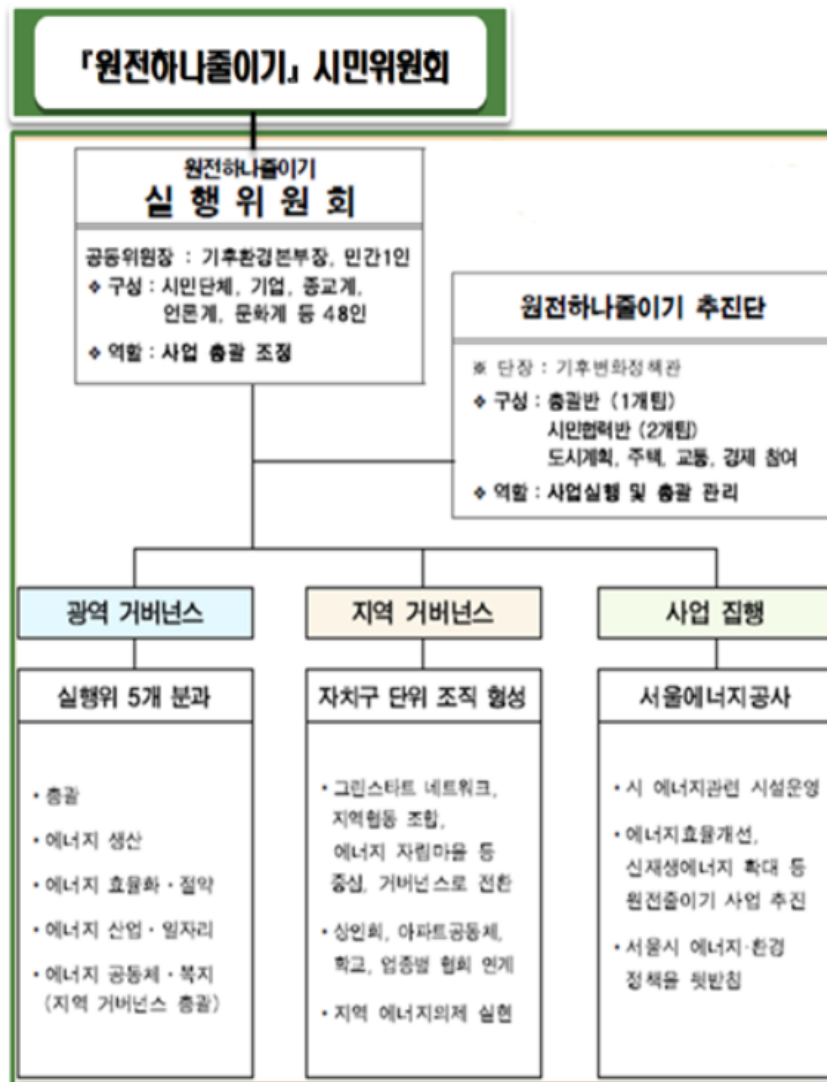 『원전하나줄이기』 시민위원회
원전하나줄이기
실행위원회
공동위원장 : 기후환경본부장, 민간1인
❖ 구성 : 시민단체, 기업, 종교계,
언론계, 문화계 등 48인
❖ 역할 : 사업 총괄 조정
원전하나줄이기 추진단
※ 단장 : 기후변화정책관
❖ 구성 : 총괄반 (1개팀)
시민협력반 (2개팀)
도시계획, 주택, 교통, 경제 참여
❖ 역할 : 사업실행 및 총괄 관리
광역 거버넌스
실행위 5개 분과
• 총괄
• 에너지 생산
• 에너지 효율화・절약
• 에너지 산업・일자리
• 에너지 공동체・복지
(지역 거버넌스 총괄)
지역 거버넌스
자치구 단위 조직 형성
• 그린스타트 네트워크,
지역협동 조합,
에너지 자립마을 등
중심, 거버넌스로 전환
• 상인회, 아파트공동체,
학교, 업종별 협회 연계
• 지역 에너지의제 실현
사업 집행
서울에너지공사
• 시 에너지관련 시설운영
• 에너지효율개선,
신재생에너지 확대 등
원전줄이기 사업 추진
• 서울시 에너지·환경
정책을 뒷받침